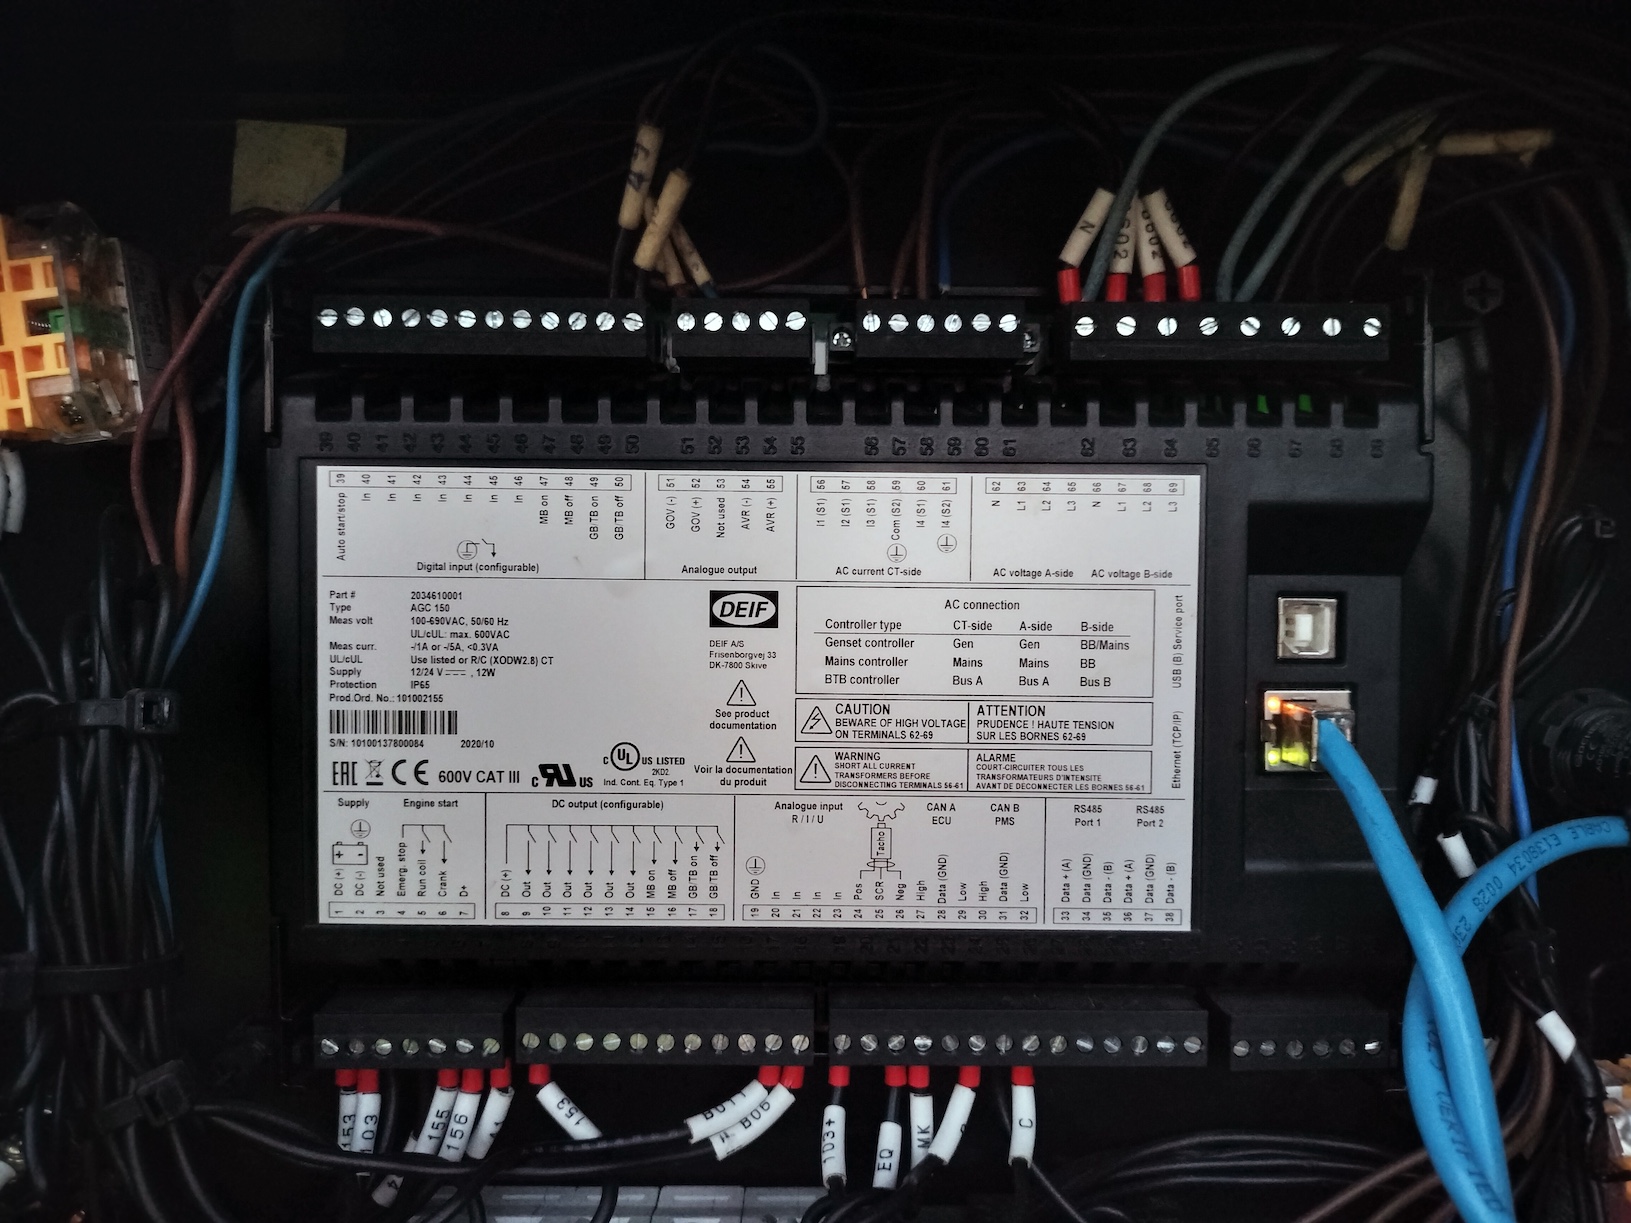 N
602
602
39 40 41 42 43 44 45 46 47 48 49 50
51 52 53 54 55
56 57 58 59 60 61
62 63 64 65 66 67 68 69
39 40 41 42 43 44 45 46 47 48 49 50
Auto start/stop In In In In In In In MB on MB off GB/TB on GB/TB off
Digital input (configurable)
51 52 53 54 55
GOV (-) GOV (+) Not used AVR (-) AVR (+)
Analogue output
56 57 58 59 60 61
I1 (S1) I2 (S1) I3 (S1) Com (S2) I4 (S1) I4 (S2)
AC current CT-side
62 63 64 65 66 67 68 69
N L1 L2 L3 N L1 L2 L3
AC voltage A-side AC voltage B-side
Part # 2034610001
Type AGC 150
Meas volt 100-690VAC, 50/60 Hz
UL/cUL: max. 600VAC
Meas curr. -/1A or -/5A, <0.3VA
UL/cUL Use listed or R/C (XODW2.8) CT
Supply 12/24 V , 12W
Protection IP65
Prod.Ord. No.: 101002155
S/N: 10100137800084 2020/10
EAC CE 600V CAT III
c RU US
c UL US LISTED
2KD2
Ind. Cont. Eq. Type 1
DEIF
DEIF A/S
Frisenborgvej 33
DK-7800 Skive
See product
documentation
Voir la documentation
du produit
AC connection
Controller type CT-side A-side B-side
Genset controller Gen Gen BB/Mains
Mains controller Mains Mains BB
BTB controller Bus A Bus A Bus B
CAUTION
BEWARE OF HIGH VOLTAGE
ON TERMINALS 62-69
ATTENTION
PRUDENCE ! HAUTE TENSION
SUR LES BORNES 62-69
WARNING
SHORT ALL CURRENT
TRANSFORMERS BEFORE
DISCONNECTING TERMINALS 56-61
ALARME
COURT-CIRCUITER TOUS LES
TRANSFORMATEURS D'INTENSITÉ
AVANT DE DECONNECTER LES BORNES 56-61
USB (B) Service port
Ethernet (TCP/IP)
Supply Engine start
DC (+) DC (-) Not used Emerg. stop Run coil Crank D+
1 2 3 4 5 6 7
DC output (configurable)
DC (+) Out Out Out Out Out Out MB on MB off GB/TB on GB/TB off
8 9 10 11 12 13 14 15 16 17 18
Analogue input
R / I / U
Tacho
CAN A
ECU
CAN B
PMS
GND In In In In Pos SCR Neg High Data (GND) Low High Data (GND) Low
19 20 21 22 23 24 25 26 27 28 29 30 31 32
RS485
Port 1
RS485
Port 2
Data + (A) Data (GND) Data - (B) Data + (A) Data (GND) Data - (B)
33 34 35 36 37 38
CABLE E138034
153
103
155
156
153
B011
B06
103+
EQ
MK
C